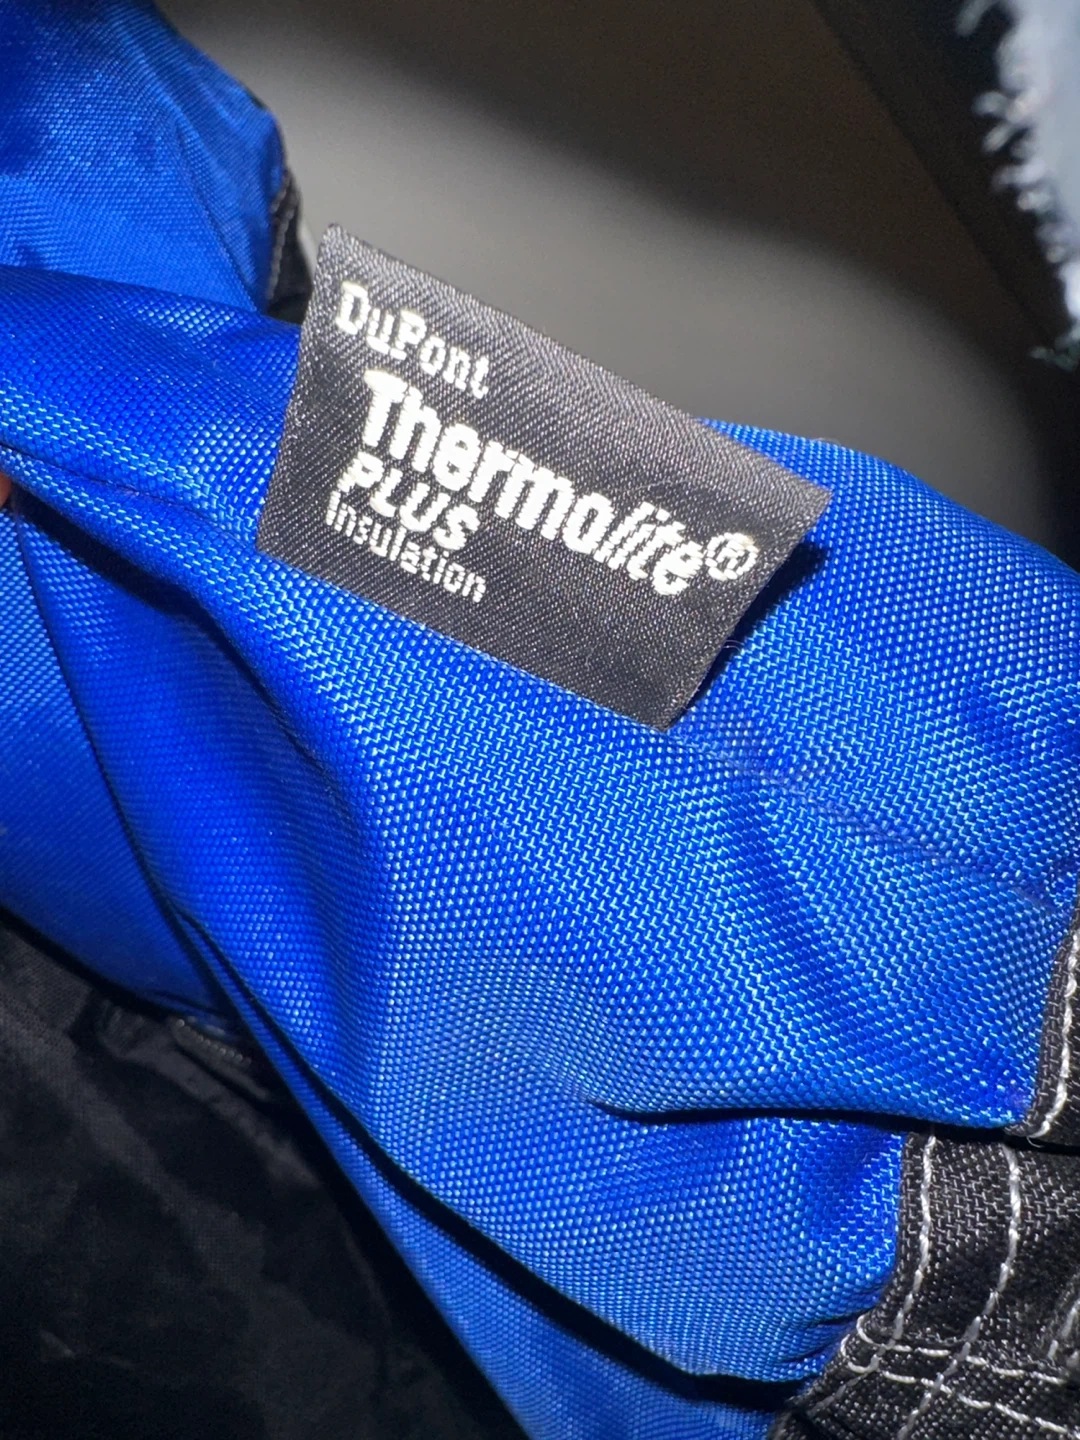 DuPont
Thermolite®
PLUS
Insulation